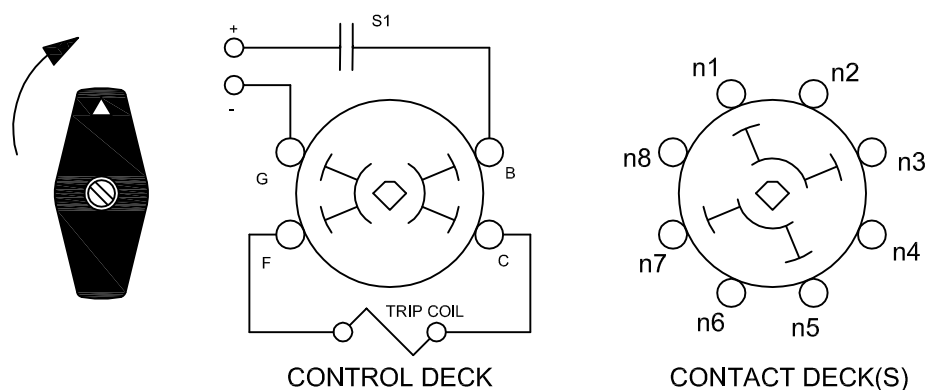 S1
+
-
G
B
F
C
TRIP COIL
CONTROL DECK
n1
n2
n8
n3
n7
n4
n6
n5
CONTACT DECK(S)